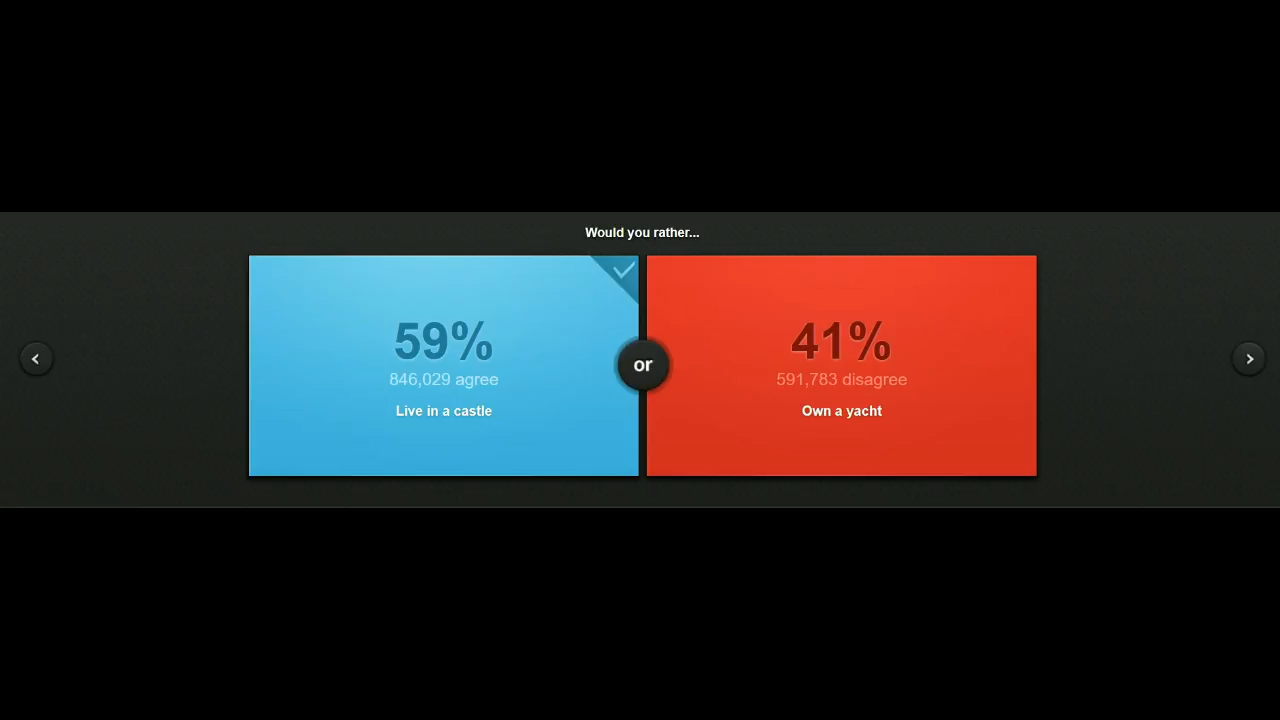 Would you rather...
59%
846,029 agree
Live in a castle
or
41%
591,783 disagree
Own a yacht